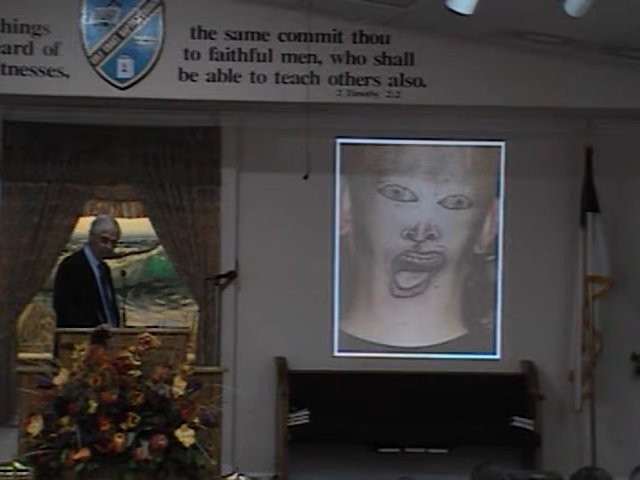 hings
ard of
tnesses,
the same commit thou
to faithful men, who shall
be able to teach others also.
2 Timothy 2:2